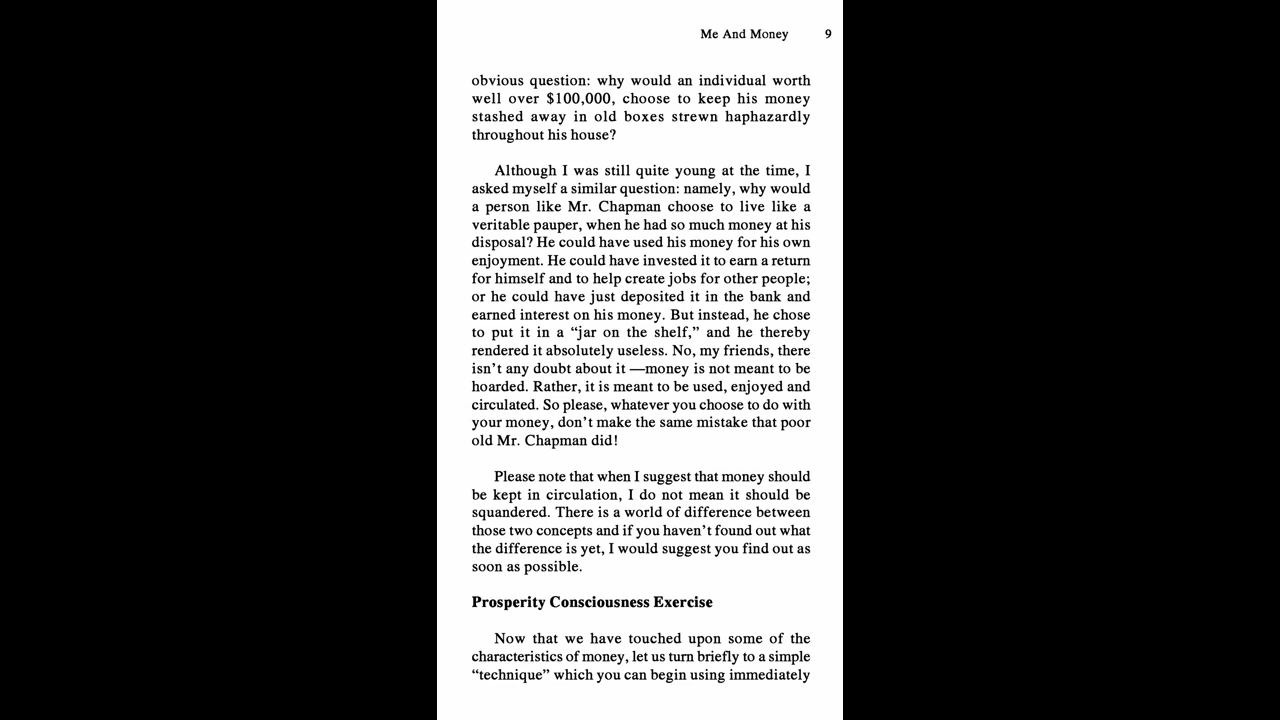 Me And Money 9
obvious question: why would an individual worth
well over $100,000, choose to keep his money
stashed away in old boxes strewn haphazardly
throughout his house?
Although I was still quite young at the time, I
asked myself a similar question: namely, why would
a person like Mr. Chapman choose to live like a
veritable pauper, when he had so much money at his
disposal? He could have used his money for his own
enjoyment. He could have invested it to earn a return
for himself and to help create jobs for other people;
or he could have just deposited it in the bank and
earned interest on his money. But instead, he chose
to put it in a “jar on the shelf,” and he thereby
rendered it absolutely useless. No, my friends, there
isn’t any doubt about it —money is not meant to be
hoarded. Rather, it is meant to be used, enjoyed and
circulated. So please, whatever you choose to do with
your money, don’t make the same mistake that poor
old Mr. Chapman did!
Please note that when I suggest that money should
be kept in circulation, I do not mean it should be
squandered. There is a world of difference between
those two concepts and if you haven’t found out what
the difference is yet, I would suggest you find out as
soon as possible.
Prosperity Consciousness Exercise
Now that we have touched upon some of the
characteristics of money, let us turn briefly to a simple
“technique” which you can begin using immediately